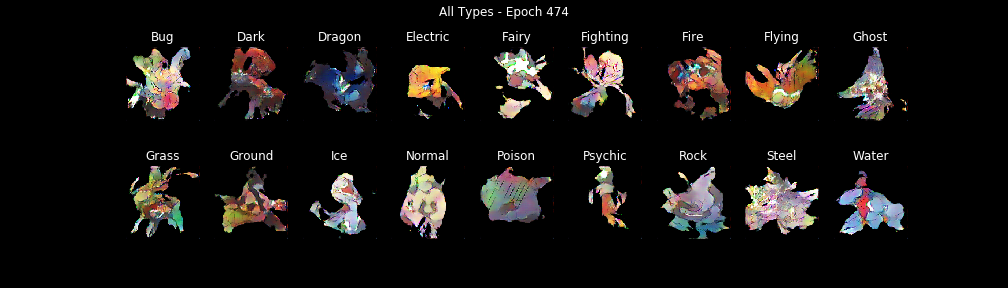 All Types - Epoch 474
Bug Dark Dragon Electric Fairy Fighting Fire Flying Ghost
Grass Ground Ice Normal Poison Psychic Rock Steel Water